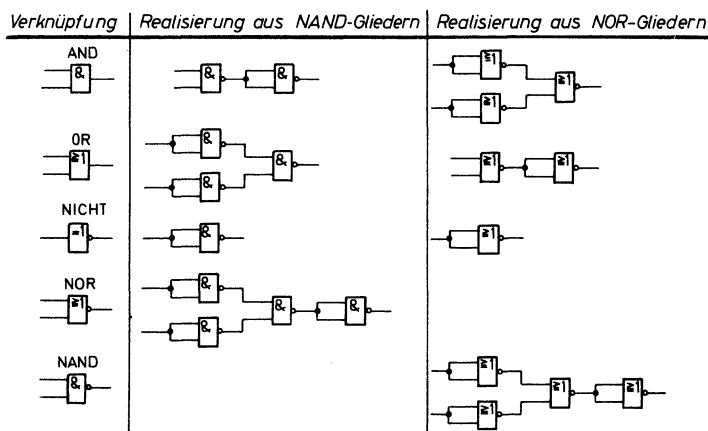 Verknüpfung Realisierung aus NAND-Gliedern Realisierung aus NOR-Gliedern
AND
& & & ≥1 ≥1 ≥1
OR
≥1 & & & ≥1 ≥1
NICHT
=1 & ≥1
NOR
≥1 & & & &
NAND
& ≥1 ≥1 ≥1 ≥1